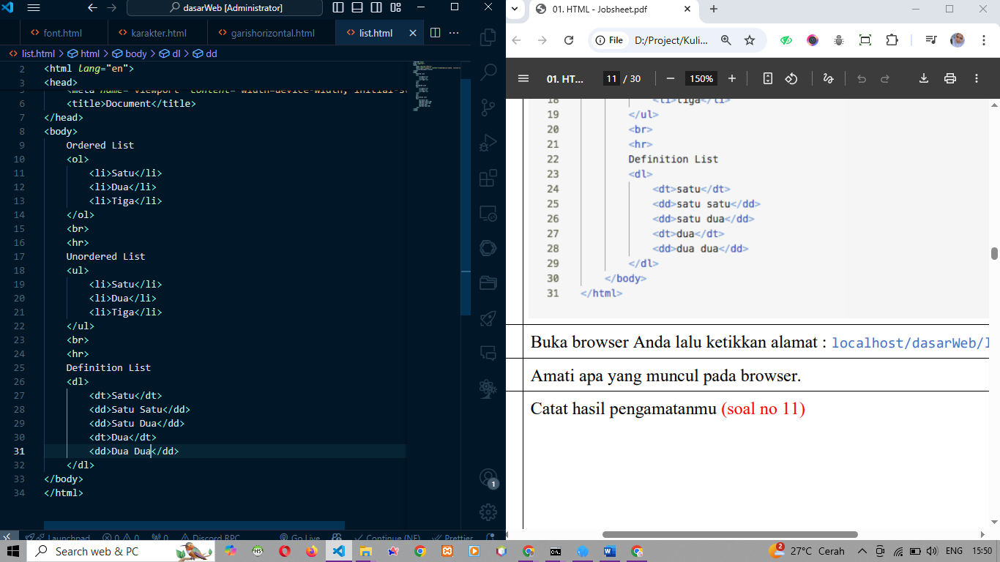 dasarWeb [Administrator]
font.html
karakter.html
garishorizontal.html
list.html
list.html > html > body > dl > dd
2 <html lang="en">
3 <head>
<meta name="viewport" content="width=device-width, initial-s
6 <title>Document</title>
7 </head>
8 <body>
9 Ordered List
10 <ol>
11 <li>Satu</li>
12 <li>Dua</li>
13 <li>Tiga</li>
14 </ol>
15 <br>
16 <hr>
17 Unordered List
18 <ul>
19 <li>Satu</li>
20 <li>Dua</li>
21 <li>Tiga</li>
22 </ul>
23 <br>
24 <hr>
25 Definition List
26 <dl>
27 <dt>Satu</dt>
28 <dd>Satu Satu</dd>
29 <dd>Satu Dua</dd>
30 <dt>Dua</dt>
31 <dd>Dua Dua</dd>
32 </dl>
33 </body>
34 </html>
1
Launchpad 0 0 0 Discord RPC Go Live Continue (NE) Prettier
01. HTML - Jobsheet.pdf
File D:/Project/Kuli...
01. HT... 11 / 30 150%
18 <li>tiga</li>
19 </ul>
20 <br>
21 <hr>
22 Definition List
23 <dl>
24 <dt>satu</dt>
25 <dd>satu satu</dd>
26 <dd>satu dua</dd>
27 <dt>dua</dt>
28 <dd>dua dua</dd>
29 </dl>
30 </body>
31 </html>
Buka browser Anda lalu ketikkan alamat : localhost/dasarWeb/l
Amati apa yang muncul pada browser.
Catat hasil pengamatanmu (soal no 11)
Search web & PC
2 27°C Cerah ENG 15:50